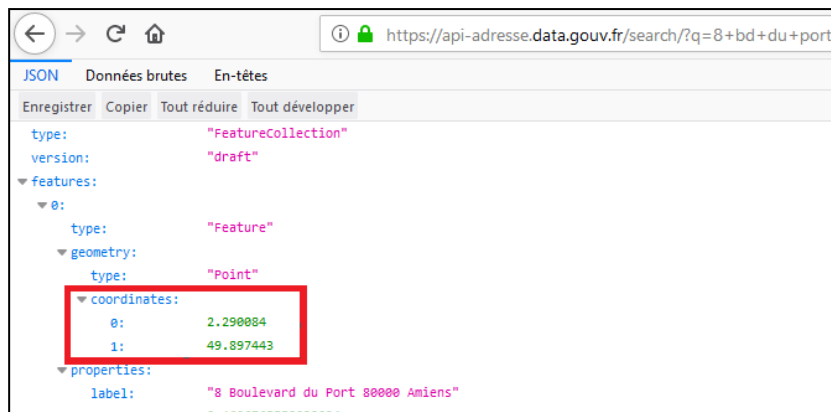 https://api-adresse.data.gouv.fr/search/?q=8+bd+du+port
JSON Données brutes En-têtes
Enregistrer Copier Tout réduire Tout développer
type: "FeatureCollection"
version: "draft"
features:
0:
type: "Feature"
geometry:
type: "Point"
coordinates:
0: 2.290084
1: 49.897443
properties:
label: "8 Boulevard du Port 80000 Amiens"